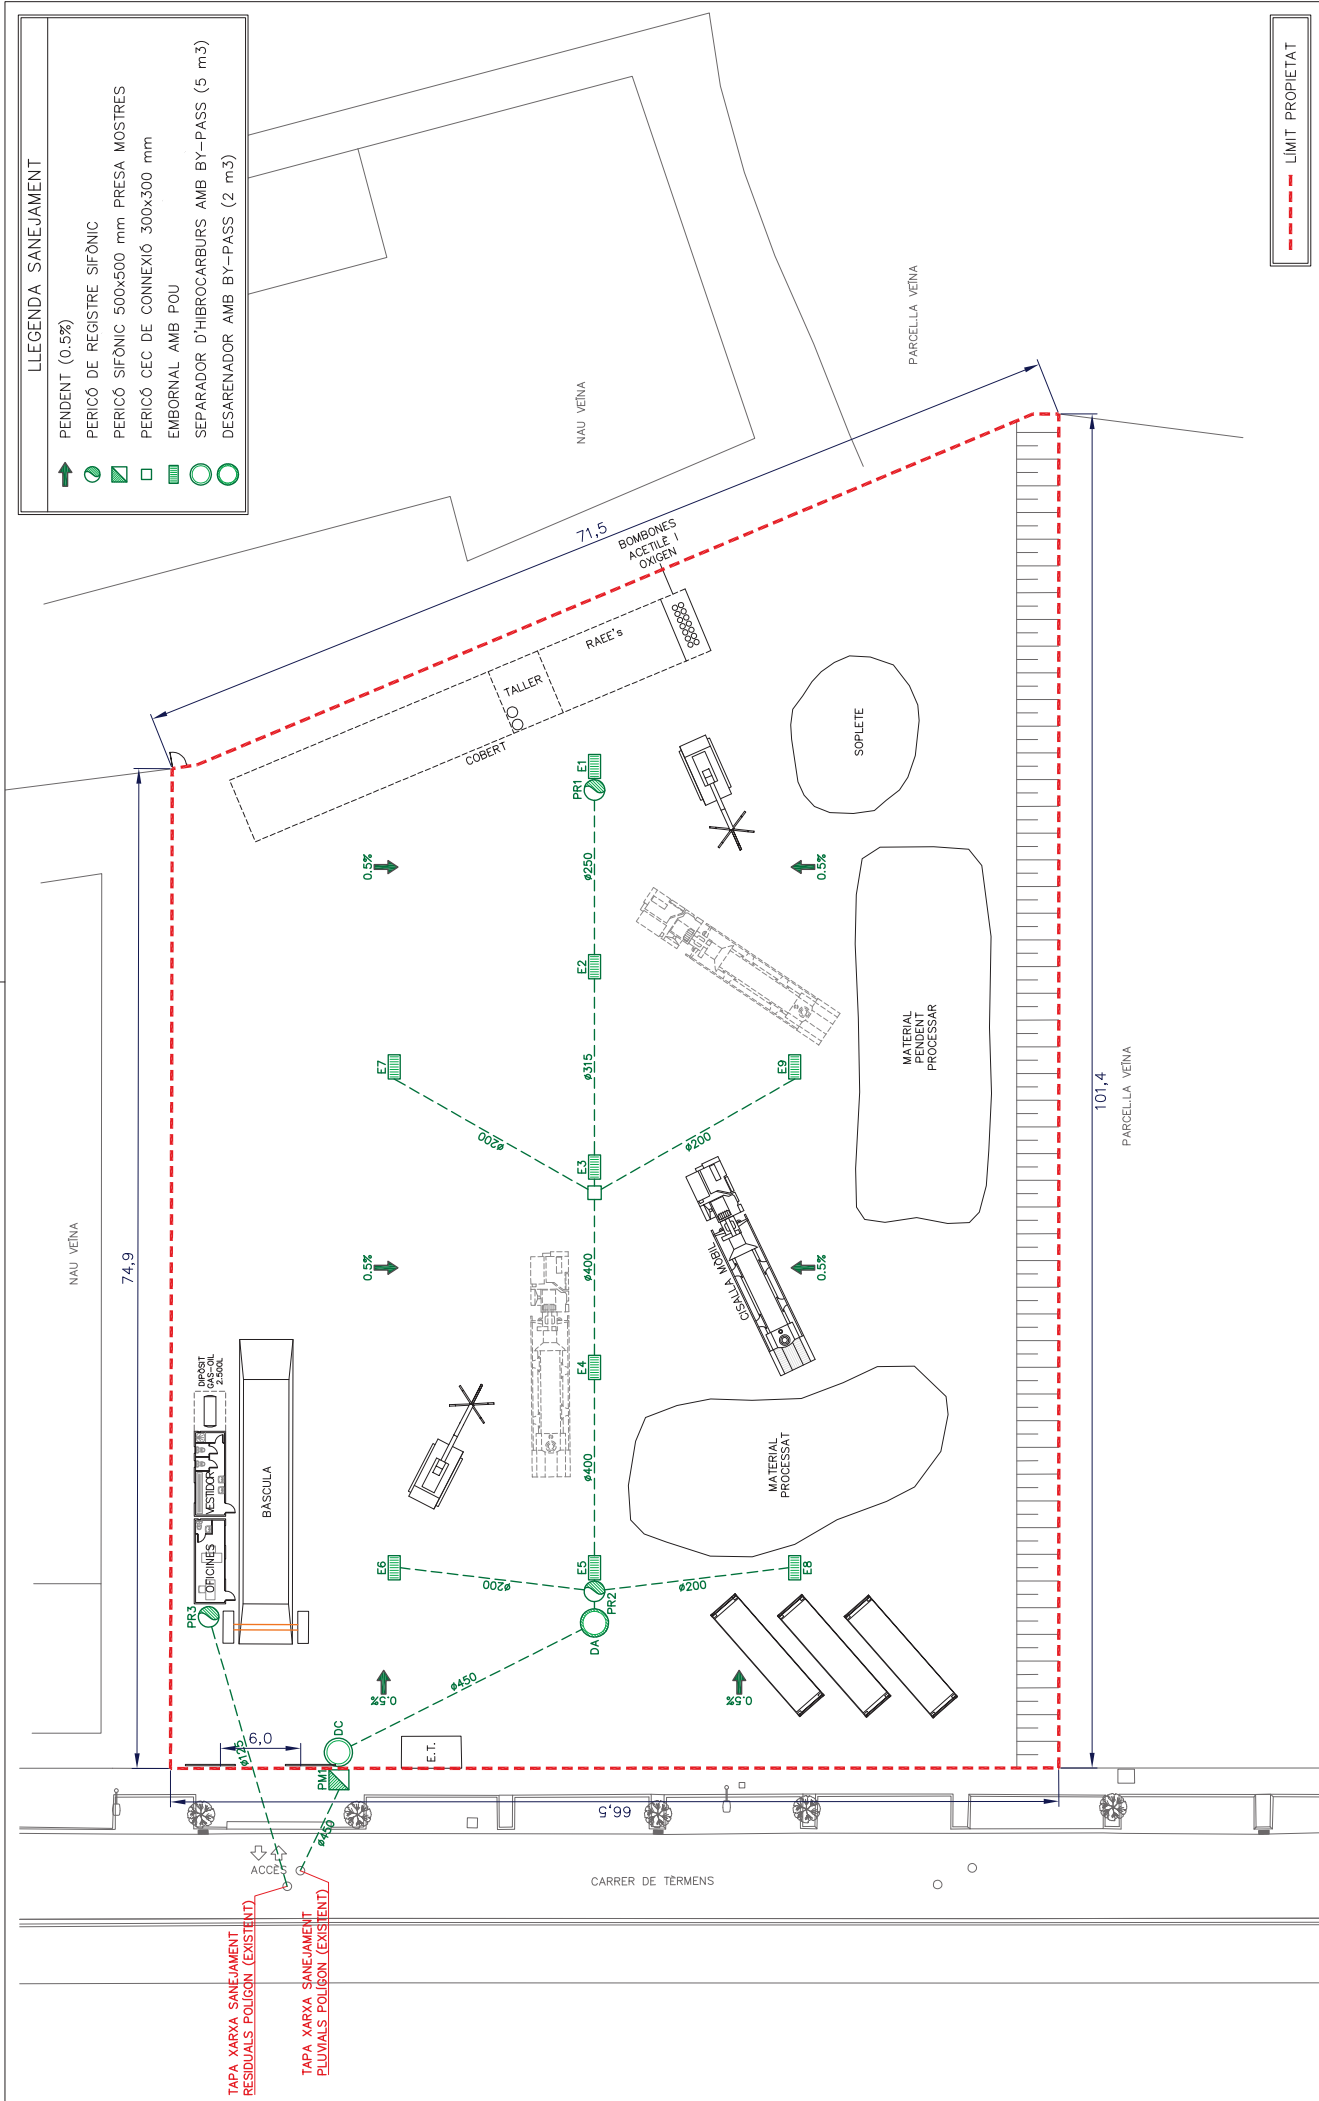 LLEGENDA SANEJAMENT
PENDENT (0.5%)
PERICÓ DE REGISTRE SIFÒNIC
PERICÓ SIFÒNIC 500x500 mm PRESA MOSTRES
PERICÓ CEC DE CONNEXIÓ 300x300 mm
EMBORNAL AMB POU
SEPARADOR D'HIBROCARBURS AMB BY-PASS (5 m3)
DESARENADOR AMB BY-PASS (2 m3)
LÍMIT PROPIETAT
NAU VEÏNA
PARCEL.LA VEÏNA
71,5
BOMBONES
ACETILÈ I
OXIGEN
RAEE's
TALLER
COBERT
SOPLETE
E1
PR1
0.5%
0.5%
ø250
E2
MATERIAL
PENDENT
PROCESSAR
ø315
E7
E9
ø200
ø200
E3
101,4
PARCEL.LA VEÏNA
NAU VEÏNA
74,9
0.5%
0.5%
ø400
CISALLA MÒBIL
E4
DIPÒSIT
GAS-OIL
2.500L
VESTIDOR
OFICINES
BÀSCULA
ø400
MATERIAL
PROCESSAT
E6
E5
E8
ø200
ø200
PR3
PR2
DA
0.5%
0.5%
ø450
ø125
6,0
DC
PM1
E.T.
66,5
ø450
ACCÉS
CARRER DE TÈRMENS
TAPA XARXA SANEJAMENT
RESIDUALS POLÍGON (EXISTENT)
TAPA XARXA SANEJAMENT
PLUVIALS POLÍGON (EXISTENT)